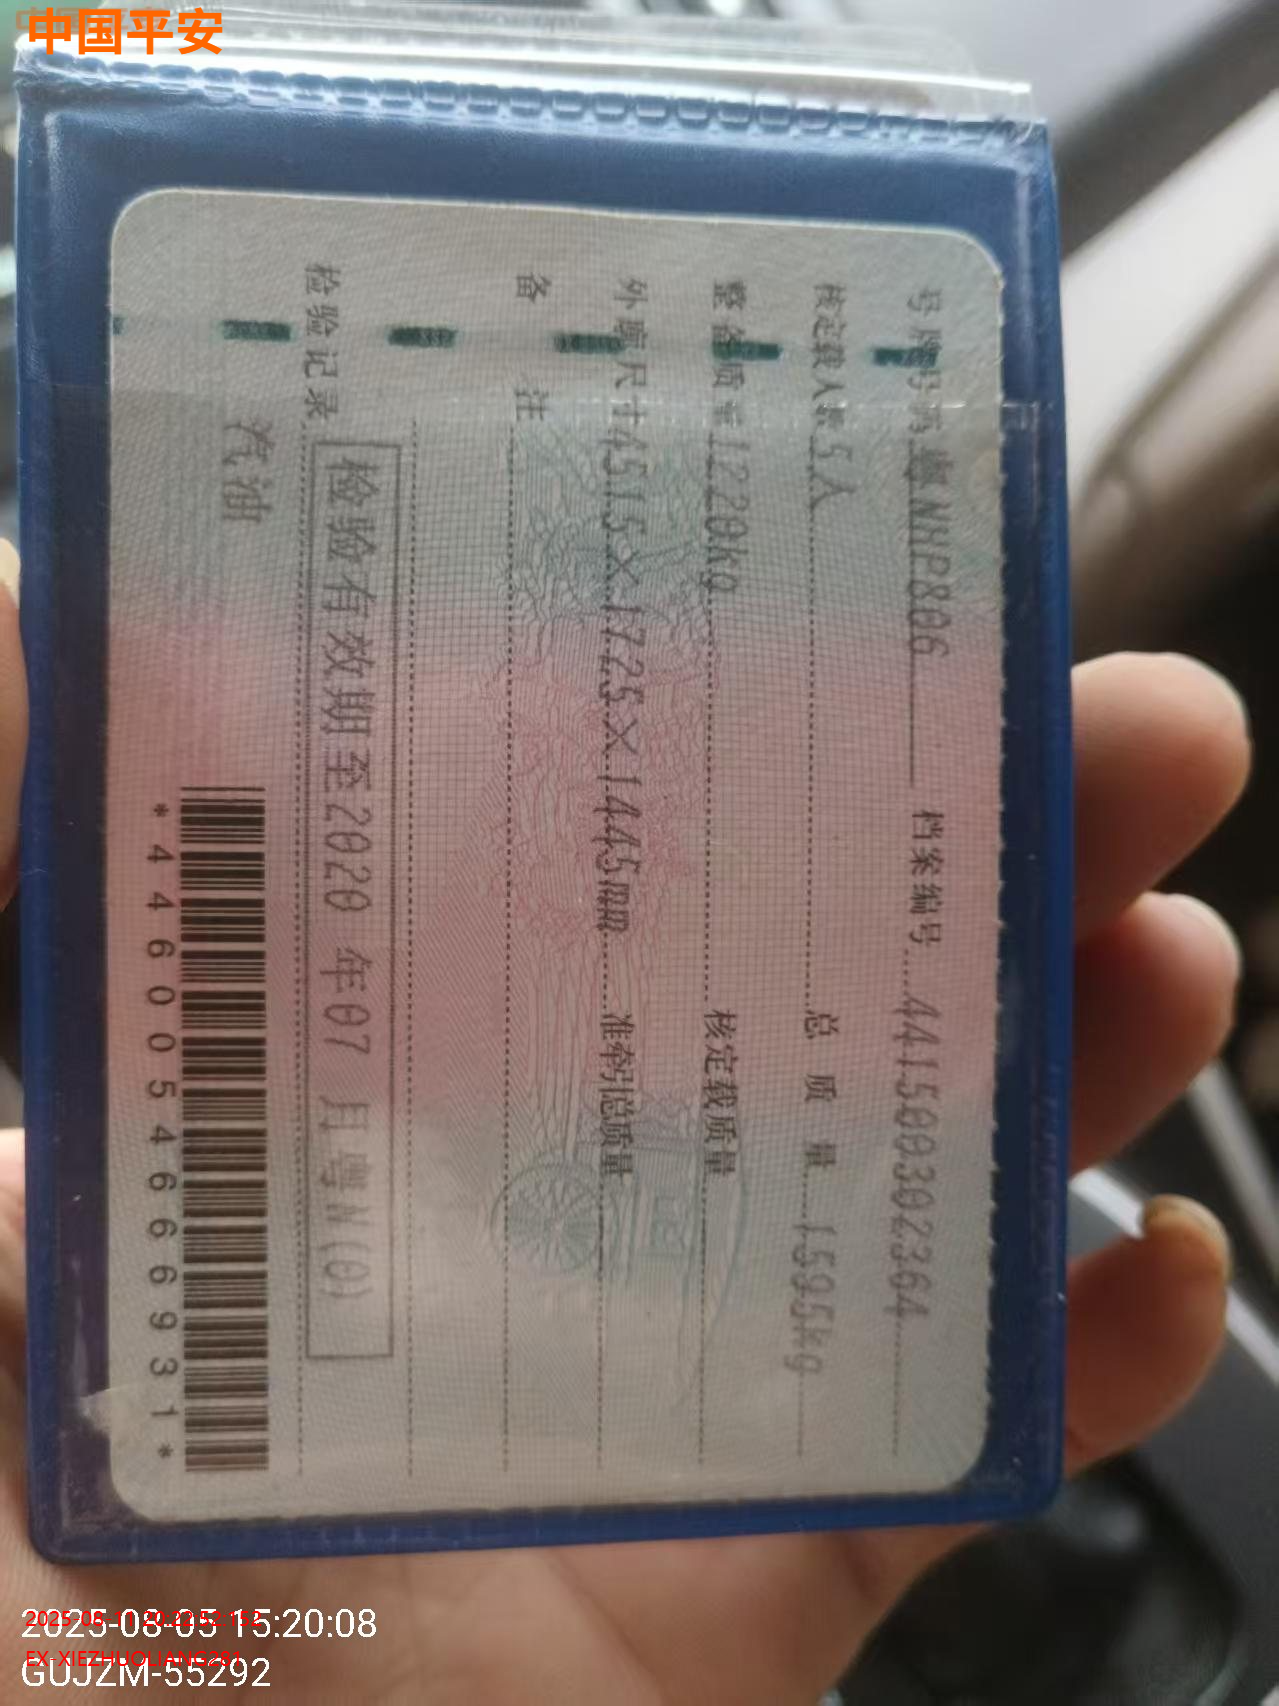 中国平安
号牌号码 粤NHP806 档案编号 441500302364
核定载人数 5人 总质量 1595kg
整备质量 1220kg 核定载质量
外廓尺寸 4515×1725×1445mm 准牵引总质量
备注
检验记录
检验有效期至2020年07月粤N(0)
汽油
*4460054666931*
2025-08-05 15:20:08
GUJZM-55292